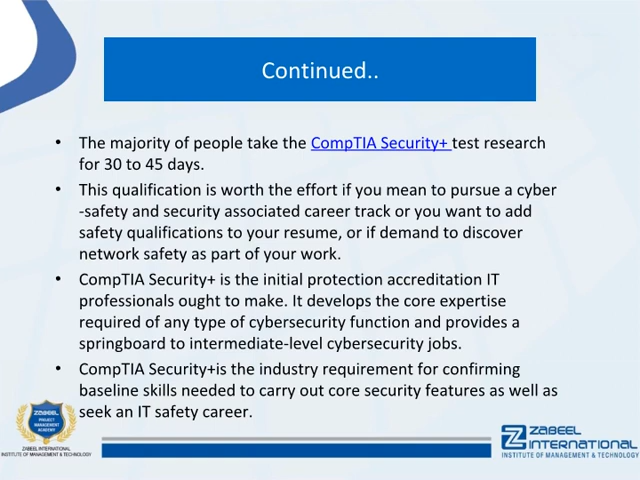 Continued..
• The majority of people take the CompTIA Security+ test research
for 30 to 45 days.
• This qualification is worth the effort if you mean to pursue a cyber
-safety and security associated career track or you want to add
safety qualifications to your resume, or if demand to discover
network safety as part of your work.
• CompTIA Security+ is the initial protection accreditation IT
professionals ought to make. It develops the core expertise
required of any type of cybersecurity function and provides a
springboard to intermediate-level cybersecurity jobs.
• CompTIA Security+is the industry requirement for confirming
baseline skills needed to carry out core security features as well as
seek an IT safety career.
ZABEEL
PROJECT
MANAGEMENT
ACADEMY
ZABEEL INTERNATIONAL
INSTITUTE OF MANAGEMENT & TECHNOLOGY
ZABEEL
INTERNATIONAL
INSTITUTE OF MANAGEMENT & TECHNOLOGY